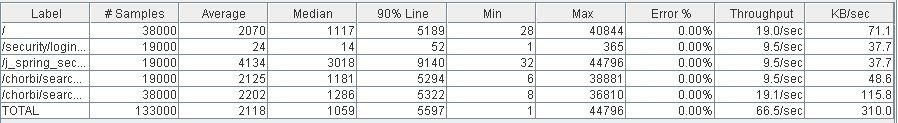 Label # Samples Average Median 90% Line Min Max Error % Throughput KB/sec
/ 38000 2070 1117 5189 28 40844 0.00% 19.0/sec 71.1
/security/login... 19000 24 14 52 1 365 0.00% 9.5/sec 37.7
/j_spring_sec... 19000 4134 3018 9140 32 44796 0.00% 9.5/sec 37.7
/chorbi/searc... 19000 2125 1181 5294 6 38881 0.00% 9.5/sec 48.6
/chorbi/searc... 38000 2202 1286 5322 8 36810 0.00% 19.1/sec 115.8
TOTAL 133000 2118 1059 5597 1 44796 0.00% 66.5/sec 310.0